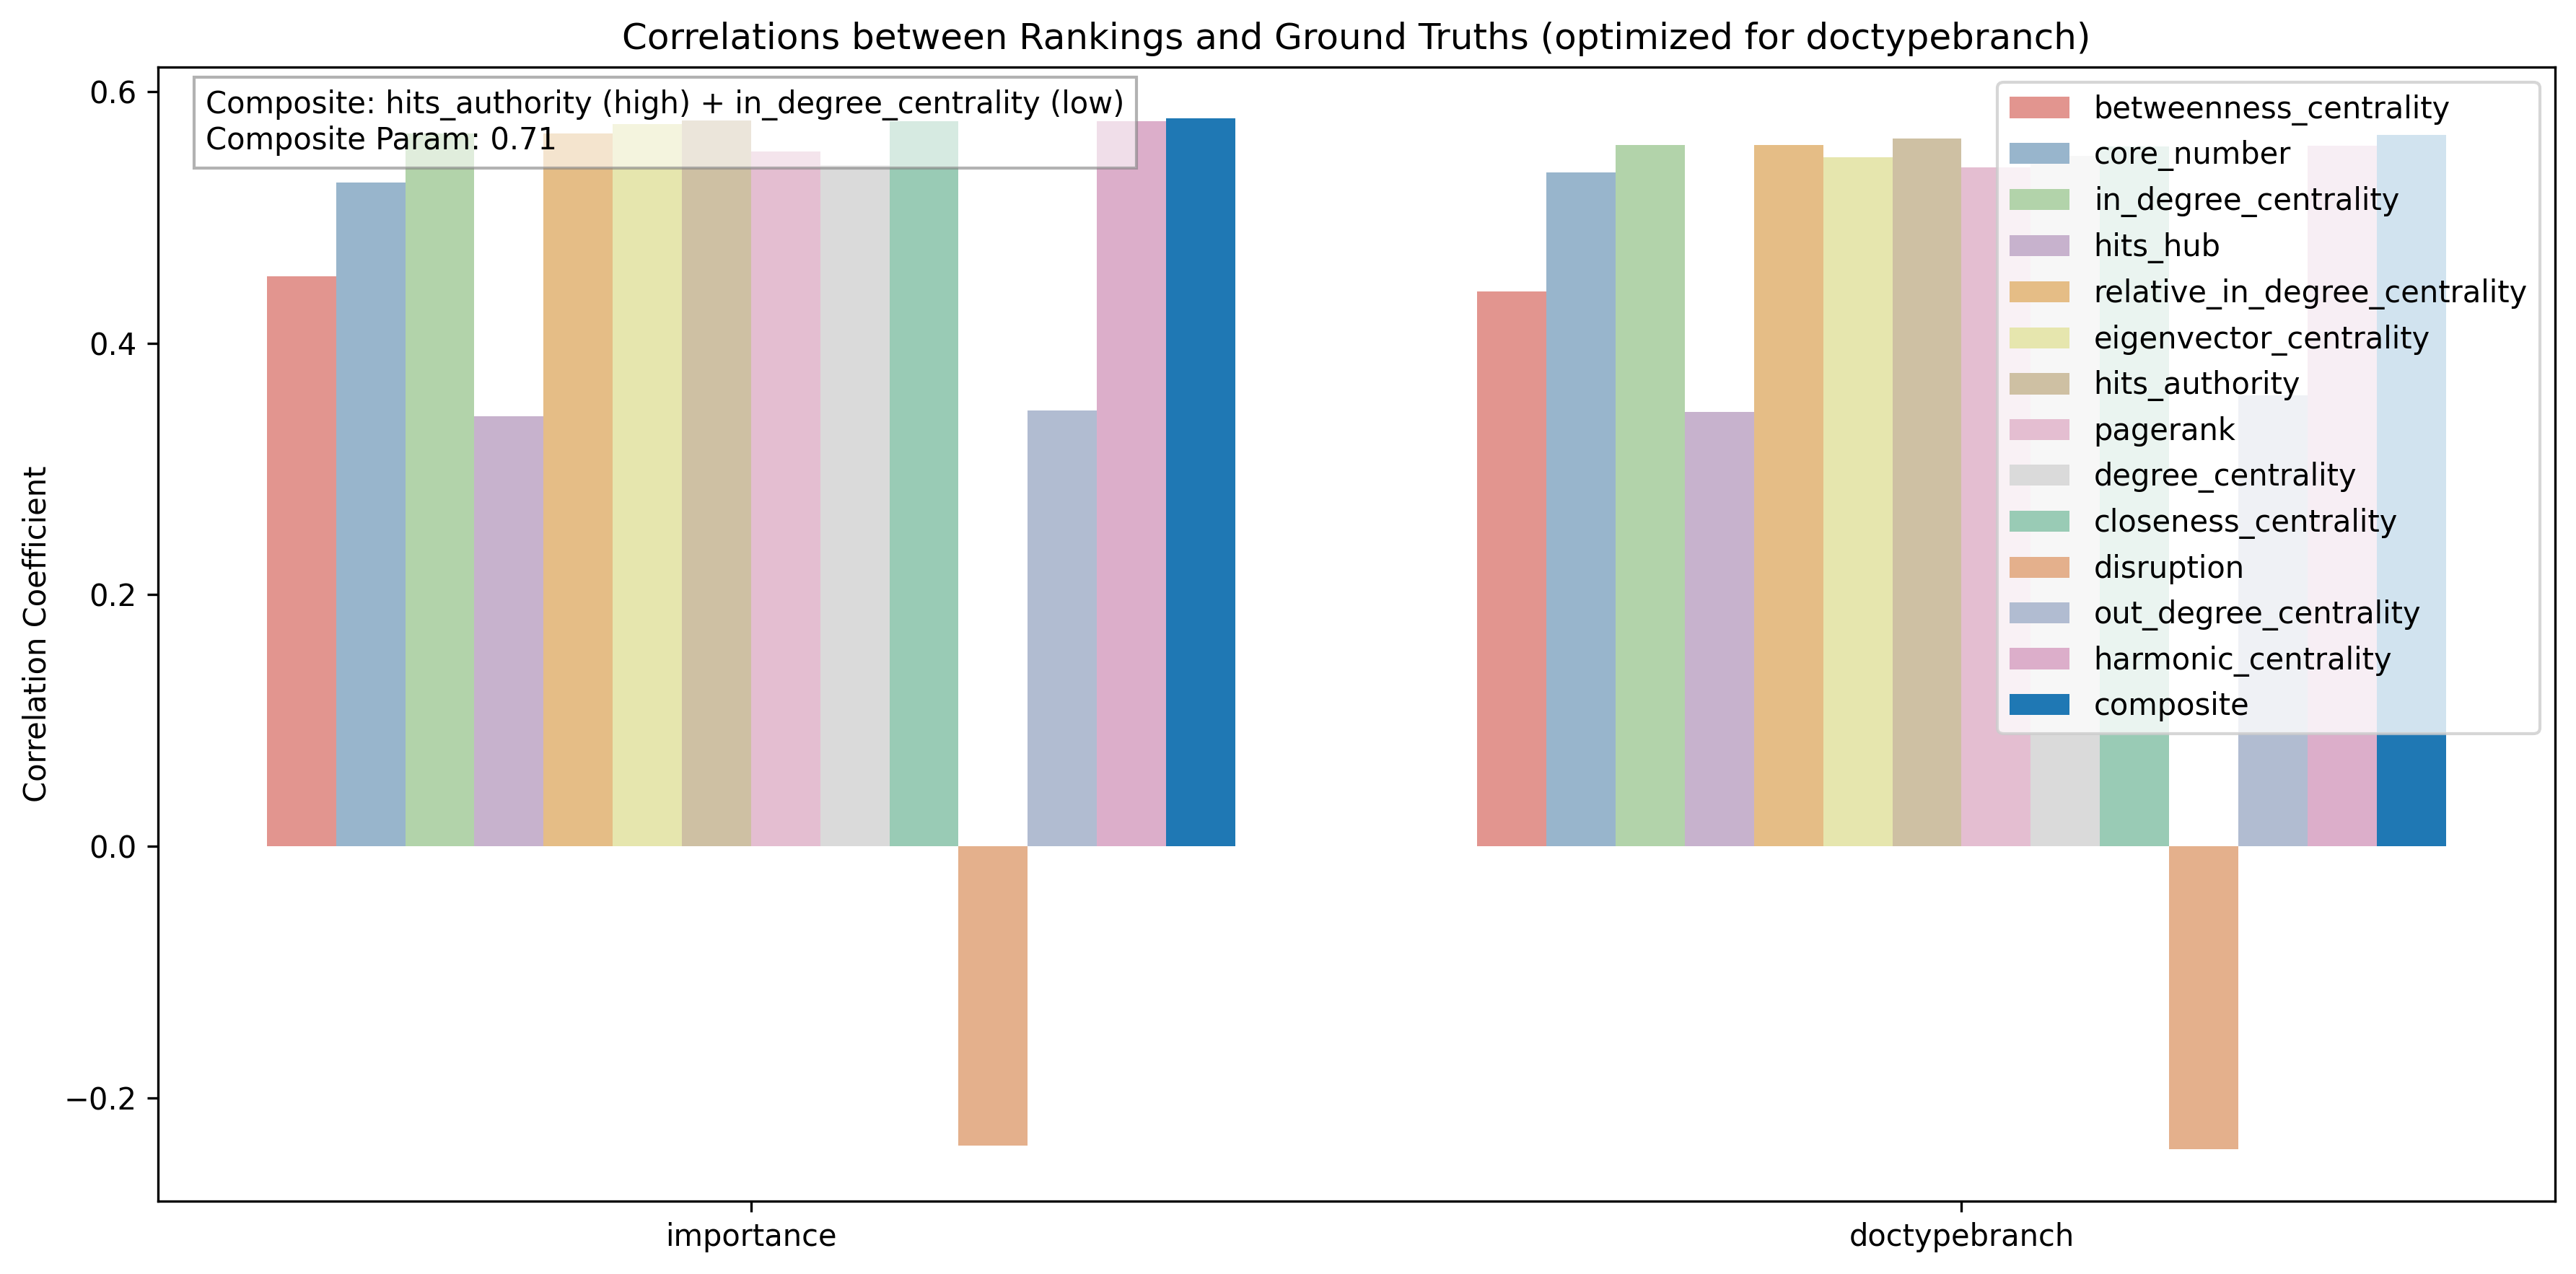 Correlations between Rankings and Ground Truths (optimized for doctypebranch)
Composite: hits_authority (high) + in_degree_centrality (low)
Composite Param: 0.71
betweenness_centrality
core_number
in_degree_centrality
hits_hub
relative_in_degree_centrality
eigenvector_centrality
hits_authority
pagerank
degree_centrality
closeness_centrality
disruption
out_degree_centrality
harmonic_centrality
composite
Correlation Coefficient
0.6
0.4
0.2
0.0
−0.2
importance
doctypebranch